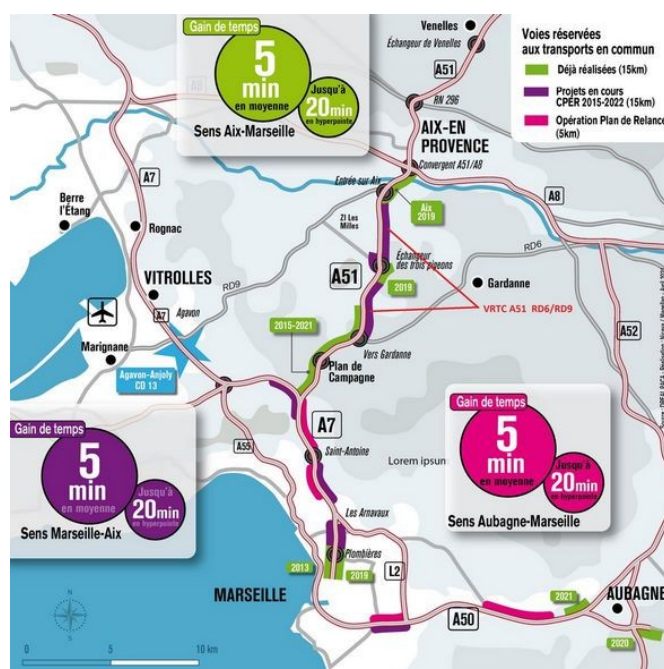 Gain de temps
5
min
en moyenne
Jusqu'à
20min
en hyperpointe
Sens Aix-Marseille
Venelles
Échangeur de Venelles
A51
RN 296
AIX-EN
PROVENCE
Convergent A51/A8
Voies réservées
aux transports en commun
Déjà réalisées (15km)
Projets en cours
CPER 2015-2022 (15km)
Opération Plan de Relance
(5km)
A7
Berre
l'Étang
Rognac
VITROLLES
RD9
Agavon
A7
Marignane
Agavon-Anjoly
CD 13
Entrée sur Aix
Aix
2019
ZI Les
Milles
A8
RD6
Échangeur
des trois pigeons
A51
2019
Gardanne
VRTC A51 RD6/RD9
A52
2015-2021
Vers Gardanne
Plan de
Campagne
Gain de temps
5
min
en moyenne
Jusqu'à
20min
en hyperpointe
Sens Marseille-Aix
A7
A55
Saint-Antoine
Lorem ipsum
Les Arnavaux
Gain de temps
5
min
en moyenne
Jusqu'à
20min
en hyperpointe
Sens Aubagne-Marseille
2013
Plombières
2019
L2
MARSEILLE
A50
2021
AUBAGNE
2020
N
S
0 5 10 km